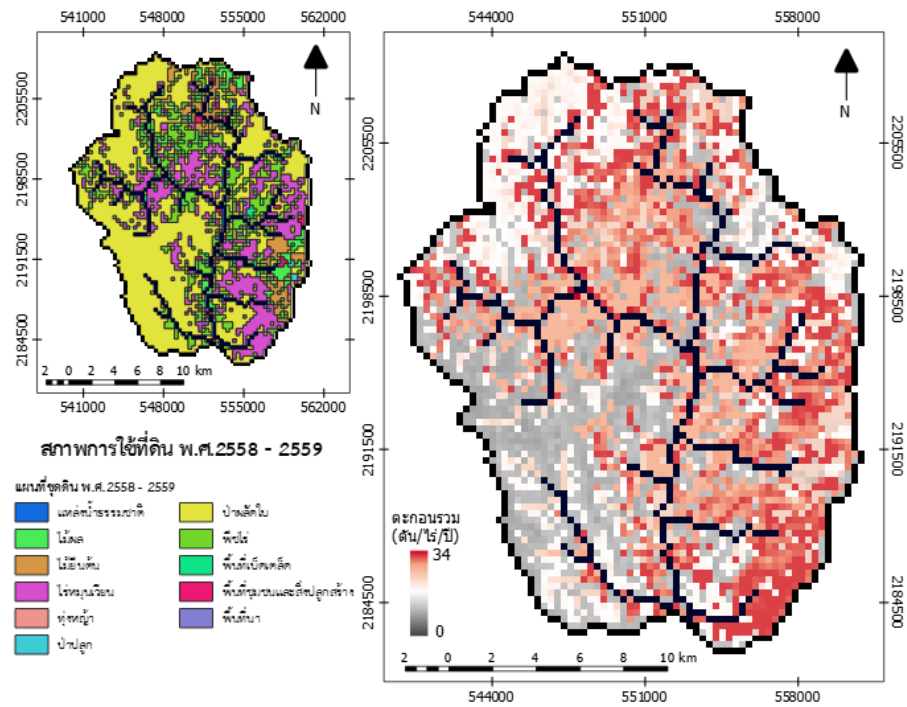 541000 548000 555000 562000
544000 551000 558000
N
N
2205500
2198500
2191500
2184500
2205500
2198500
2191500
2184500
2 0 2 4 6 8 10 km
541000 548000 555000 562000
สภาพการใช้ที่ดิน พ.ศ.2558 - 2559
แผนที่ชุดดิน พ.ศ.2558 - 2559
แหล่งน้ำธรรมชาติ
ป่าผลัดใบ
ไม้ผล
พืชไร่
ไม้ยืนต้น
พื้นที่เบ็ดเตล็ด
ไร่หมุนเวียน
พื้นที่ชุมชนและสิ่งปลูกสร้าง
ทุ่งหญ้า
พื้นที่นา
ป่าปลูก
ตะกอนรวม
(ตัน/ไร่/ปี)
34
0
2 0 2 4 6 8 10 km
544000 551000 558000